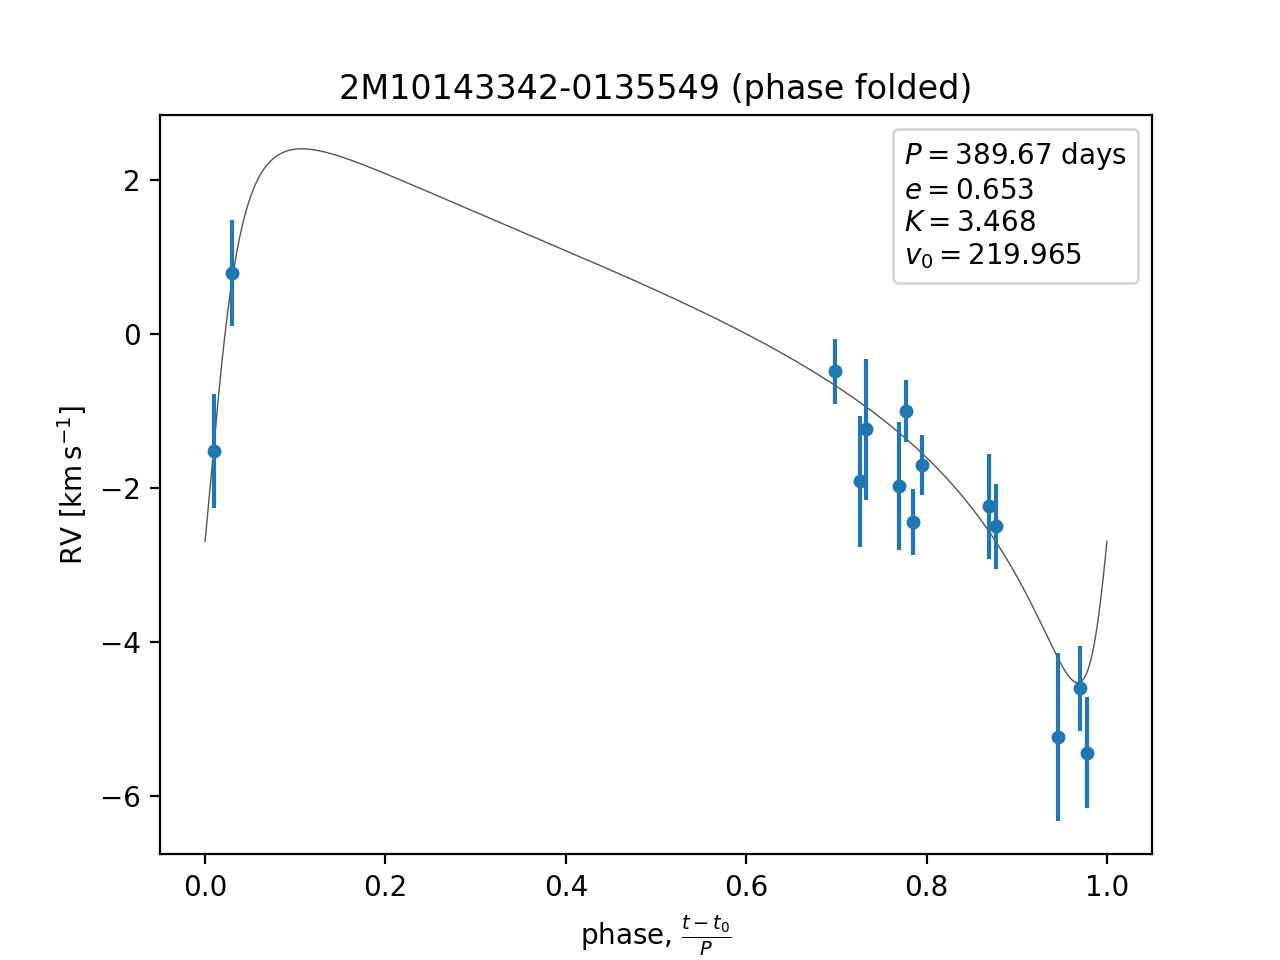 2M10143342-0135549 (phase folded)
P = 389.67 days
e = 0.653
K = 3.468
v₀ = 219.965
RV [km s⁻¹]
2
0
−2
−4
−6
0.0 0.2 0.4 0.6 0.8 1.0
phase, (t − t₀)/P